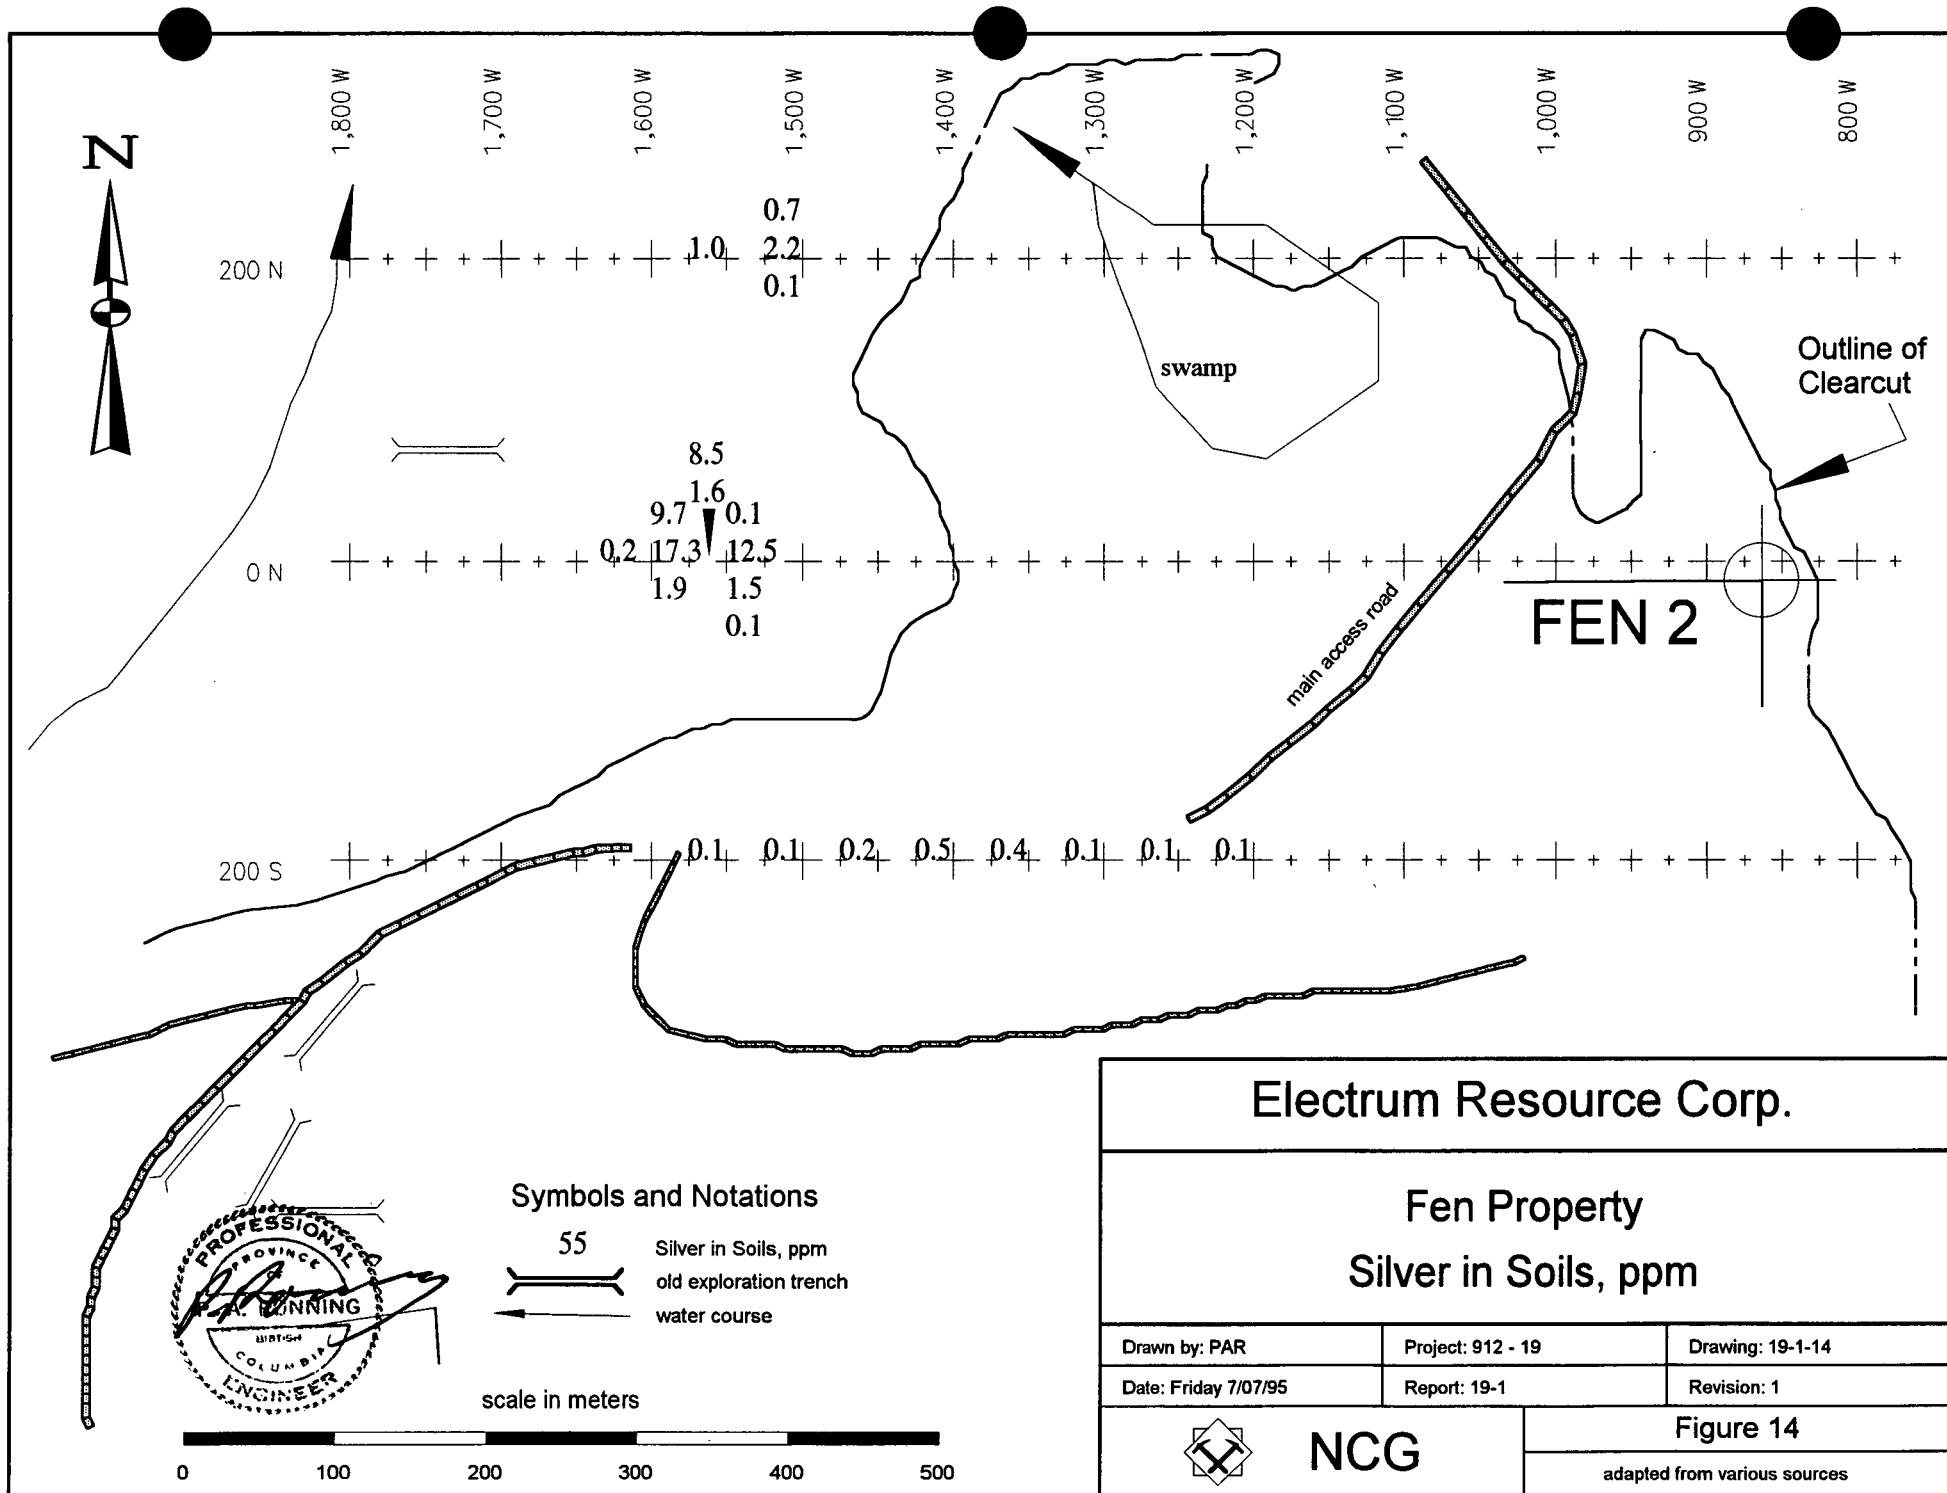 1,800 W
1,700 W
1,600 W
1,500 W
1,400 W
1,300 W
1,200 W
1,100 W
1,000 W
900 W
800 W
N
0.7
1.0 2.2
200 N
0.1
swamp
Outline of
Clearcut
8.5
1.6
9.7 0.1
0.2 17.3 12.5
0 N
1.9 1.5
0.1
FEN 2
main access road
0.1 0.1 0.2 0.5 0.4 0.1 0.1 0.1
200 S
Symbols and Notations
55 Silver in Soils, ppm
old exploration trench
water course
PROFESSIONAL
PROVINCE
OF
BRITISH
COLUMBIA
ENGINEER
scale in meters
0 100 200 300 400 500
Electrum Resource Corp.
Fen Property
Silver in Soils, ppm
Drawn by: PAR Project: 912 - 19 Drawing: 19-1-14
Date: Friday 7/07/95 Report: 19-1 Revision: 1
NCG
Figure 14
adapted from various sources